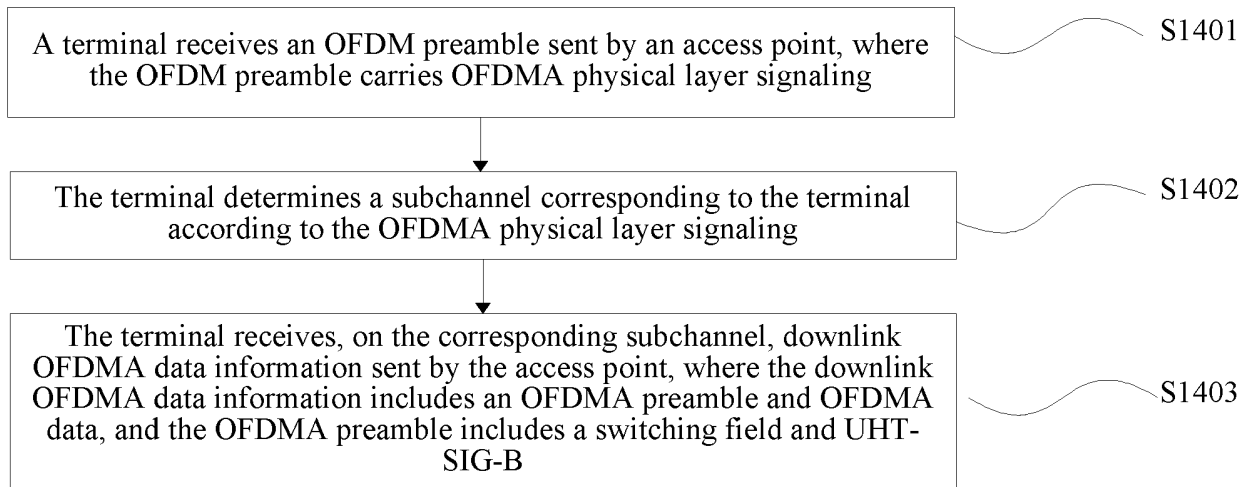 A terminal receives an OFDM preamble sent by an access point, where
the OFDM preamble carries OFDMA physical layer signaling
S1401
The terminal determines a subchannel corresponding to the terminal
according to the OFDMA physical layer signaling
S1402
The terminal receives, on the corresponding subchannel, downlink
OFDMA data information sent by the access point, where the downlink
OFDMA data information includes an OFDMA preamble and OFDMA
data, and the OFDMA preamble includes a switching field and UHT-
SIG-B
S1403